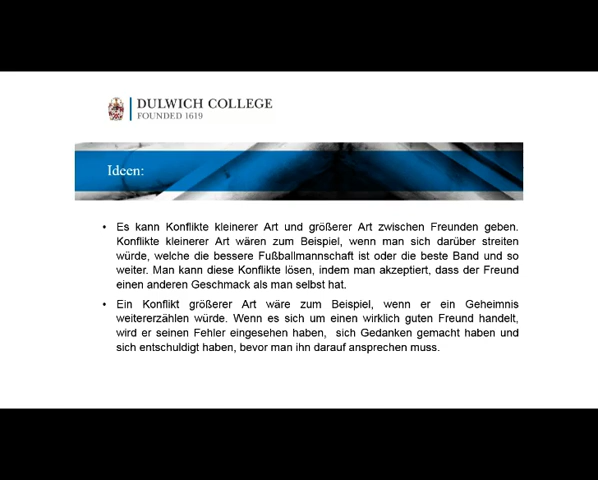 DULWICH COLLEGE
FOUNDED 1619
Ideen:
• Es kann Konflikte kleinerer Art und größerer Art zwischen Freunden geben.
Konflikte kleinerer Art wären zum Beispiel, wenn man sich darüber streiten
würde, welche die bessere Fußballmannschaft ist oder die beste Band und so
weiter. Man kann diese Konflikte lösen, indem man akzeptiert, dass der Freund
einen anderen Geschmack als man selbst hat.
• Ein Konflikt größerer Art wäre zum Beispiel, wenn er ein Geheimnis
weitererzählen würde. Wenn es sich um einen wirklich guten Freund handelt,
wird er seinen Fehler eingesehen haben, sich Gedanken gemacht haben und
sich entschuldigt haben, bevor man ihn darauf ansprechen muss.